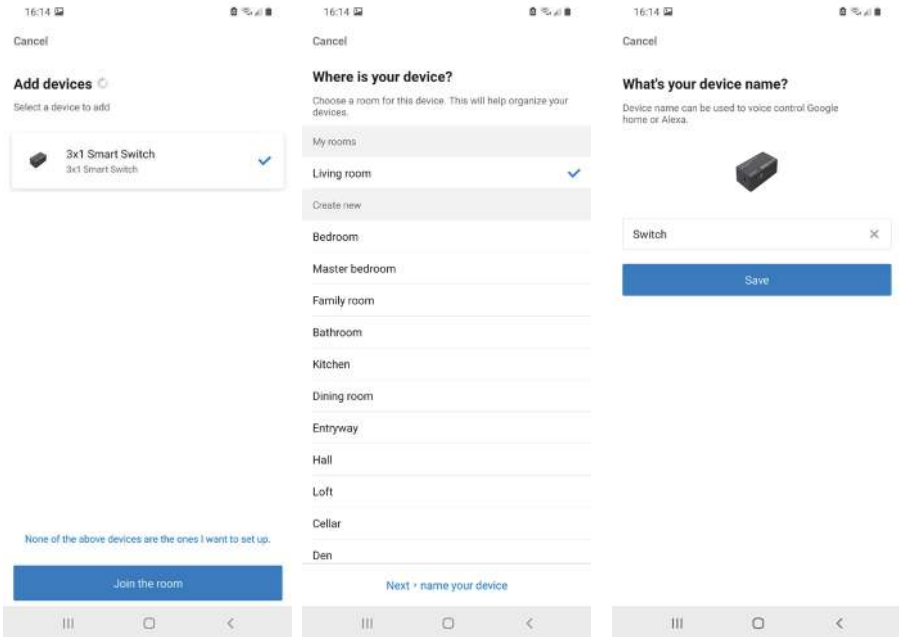 16:14
Cancel
Add devices
Select a device to add
3x1 Smart Switch
3x1 Smart Switch
None of the above devices are the ones I want to set up.
Join the room
16:14
Cancel
Where is your device?
Choose a room for this device. This will help organize your
devices.
My rooms
Living room
Create new
Bedroom
Master bedroom
Family room
Bathroom
Kitchen
Dining room
Entryway
Hall
Loft
Cellar
Den
Next › name your device
16:14
Cancel
What's your device name?
Device name can be used to voice control Google
home or Alexa.
Switch
Save